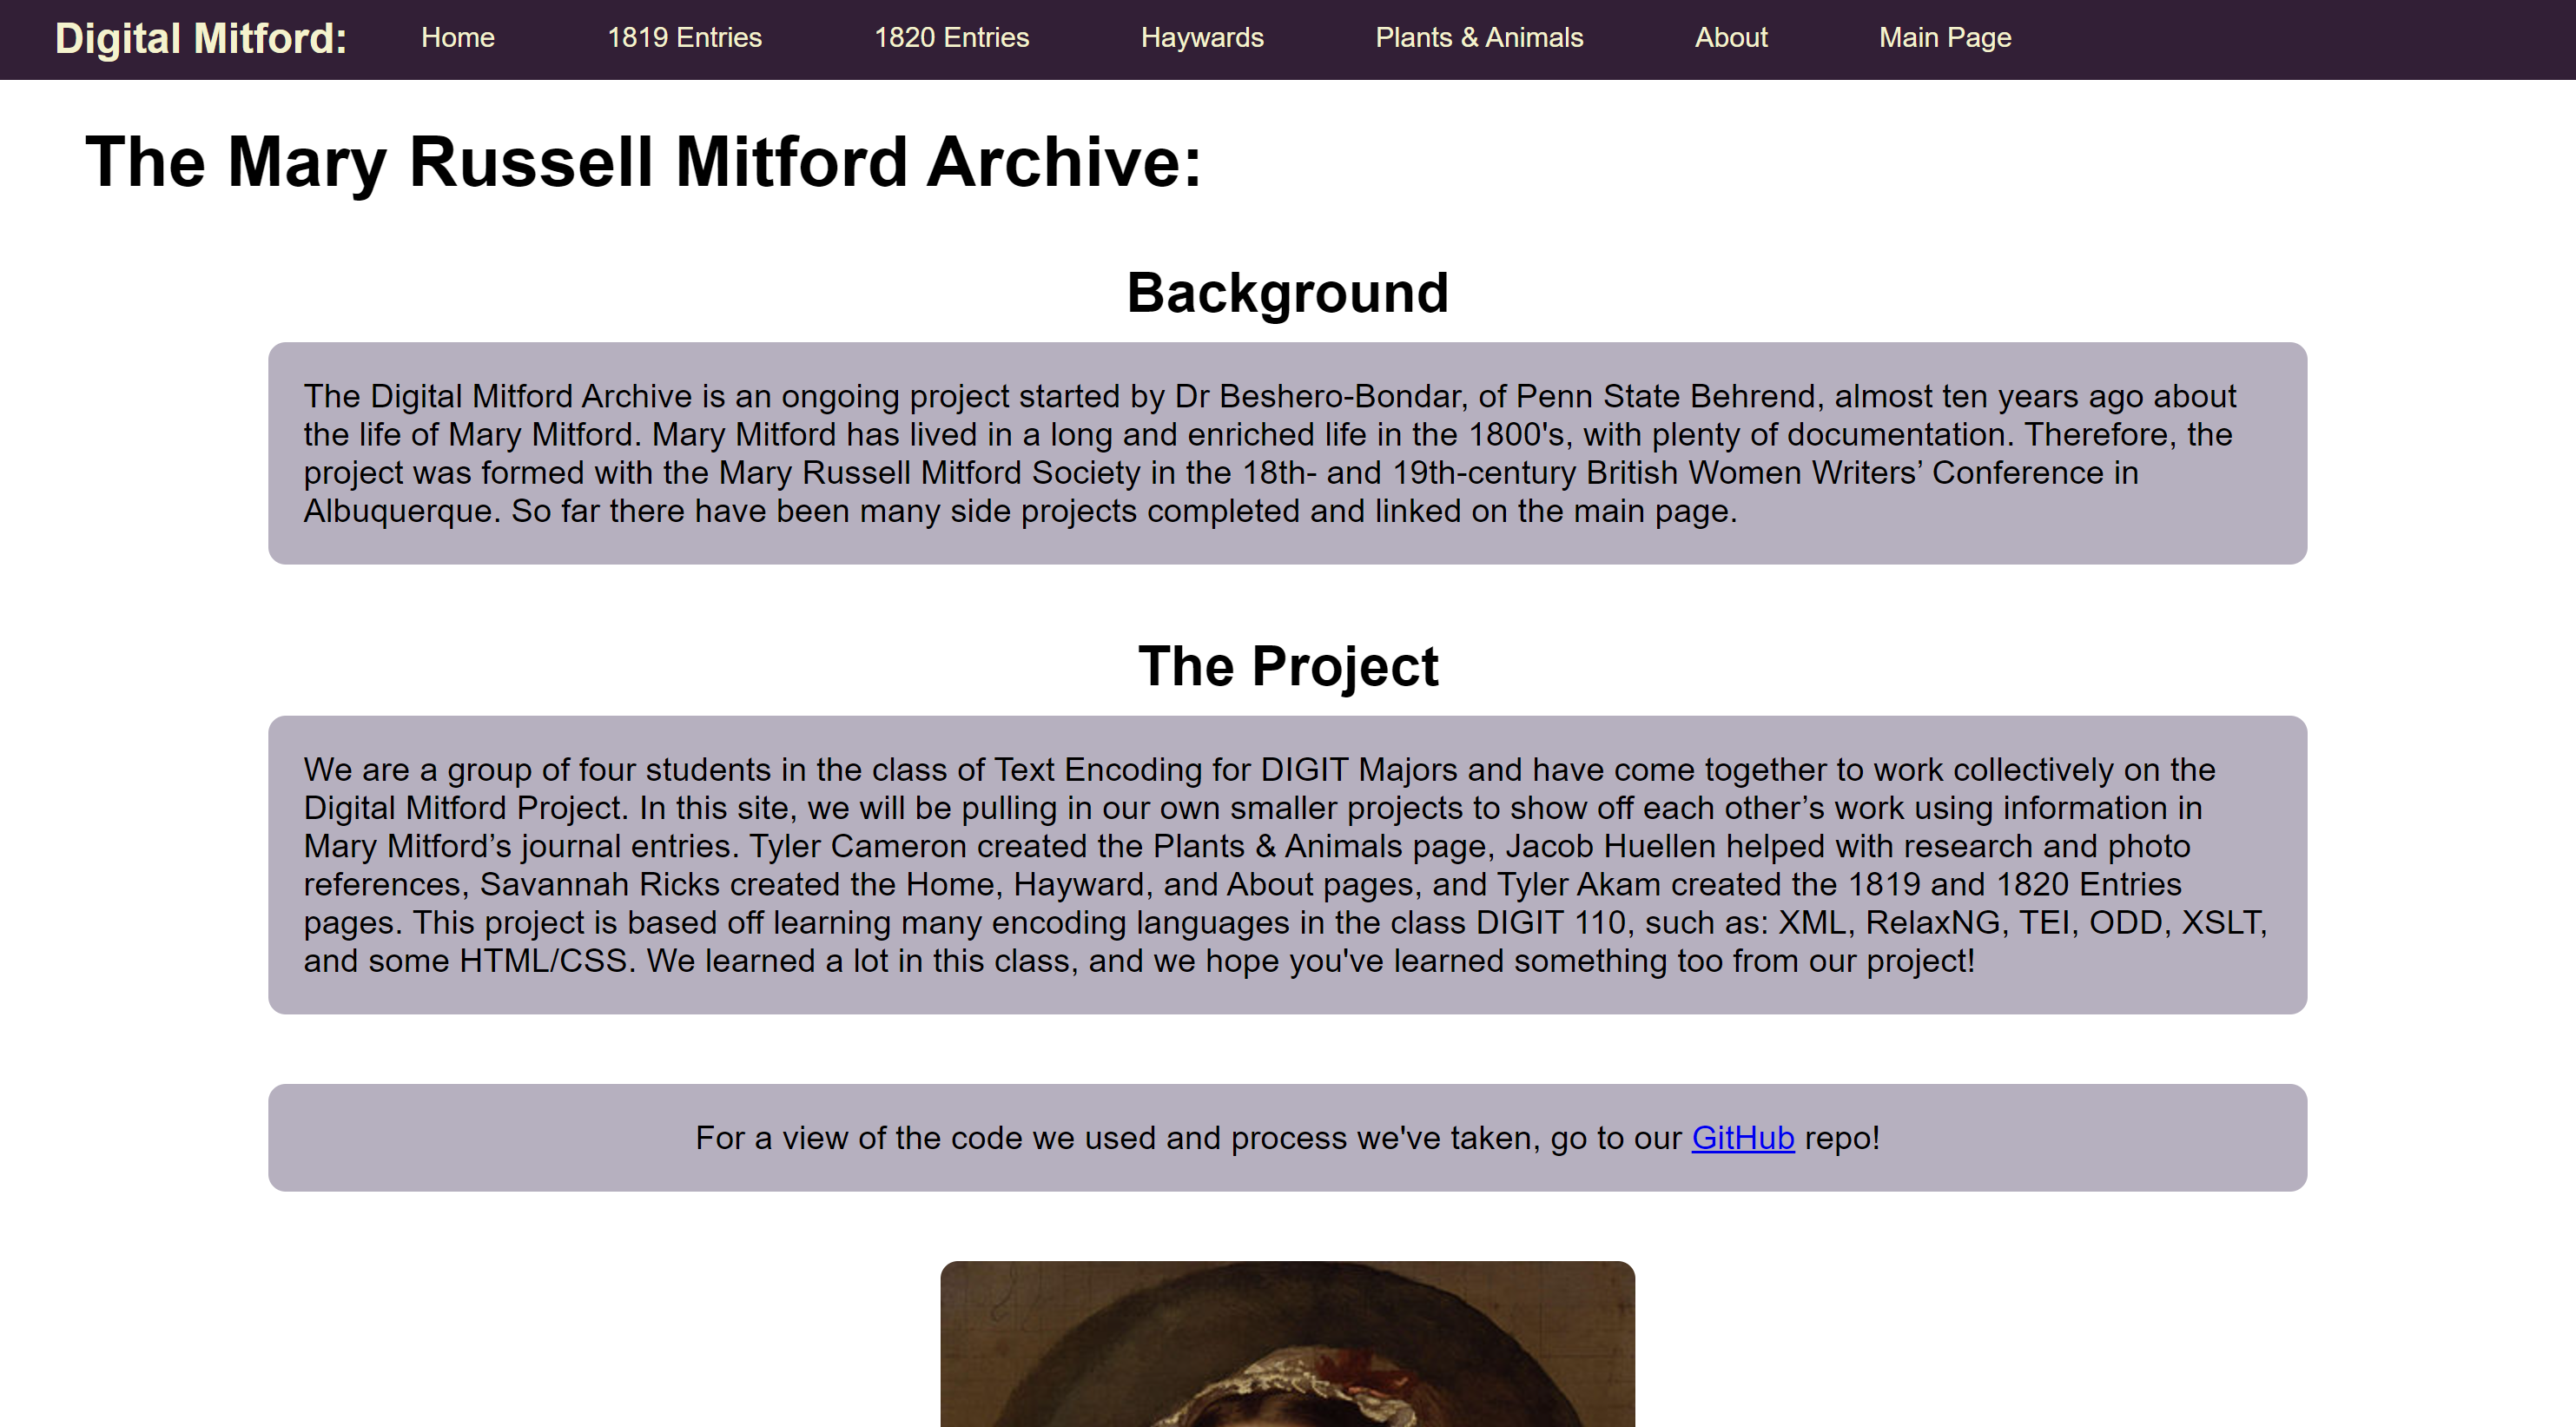 Digital Mitford: Home 1819 Entries 1820 Entries Haywards Plants & Animals About Main Page
The Mary Russell Mitford Archive:
Background
The Digital Mitford Archive is an ongoing project started by Dr Beshero-Bondar, of Penn State Behrend, almost ten years ago about
the life of Mary Mitford. Mary Mitford has lived in a long and enriched life in the 1800's, with plenty of documentation. Therefore, the
project was formed with the Mary Russell Mitford Society in the 18th- and 19th-century British Women Writers’ Conference in
Albuquerque. So far there have been many side projects completed and linked on the main page.
The Project
We are a group of four students in the class of Text Encoding for DIGIT Majors and have come together to work collectively on the
Digital Mitford Project. In this site, we will be pulling in our own smaller projects to show off each other’s work using information in
Mary Mitford’s journal entries. Tyler Cameron created the Plants & Animals page, Jacob Huellen helped with research and photo
references, Savannah Ricks created the Home, Hayward, and About pages, and Tyler Akam created the 1819 and 1820 Entries
pages. This project is based off learning many encoding languages in the class DIGIT 110, such as: XML, RelaxNG, TEI, ODD, XSLT,
and some HTML/CSS. We learned a lot in this class, and we hope you've learned something too from our project!
For a view of the code we used and process we've taken, go to our GitHub repo!